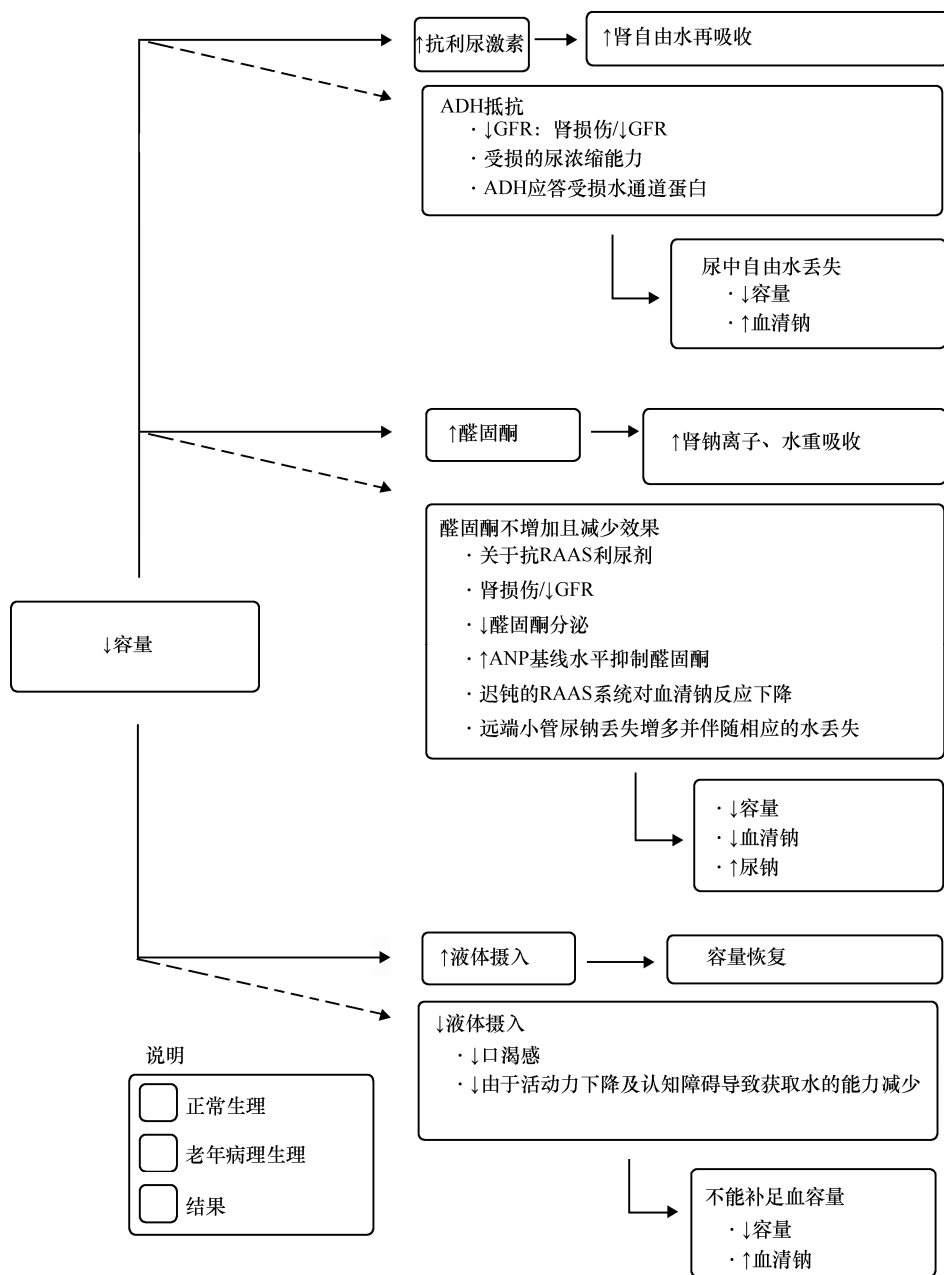 ↑抗利尿激素
↑肾自由水再吸收
ADH抵抗
· ↓GFR：肾损伤/↓GFR
· 受损的尿浓缩能力
· ADH应答受损水通道蛋白
尿中自由水丢失
· ↓容量
· ↑血清钠
↑醛固酮
↑肾钠离子、水重吸收
醛固酮不增加且减少效果
· 关于抗RAAS利尿剂
· 肾损伤/↓GFR
· ↓醛固酮分泌
· ↑ANP基线水平抑制醛固酮
· 迟钝的RAAS系统对血清钠反应下降
· 远端小管尿钠丢失增多并伴随相应的水丢失
↓容量
· ↓容量
· ↓血清钠
· ↑尿钠
↑液体摄入
容量恢复
↓液体摄入
· ↓口渴感
· ↓由于活动力下降及认知障碍导致获取水的能力减少
不能补足血容量
· ↓容量
· ↑血清钠
说明
正常生理
老年病理生理
结果